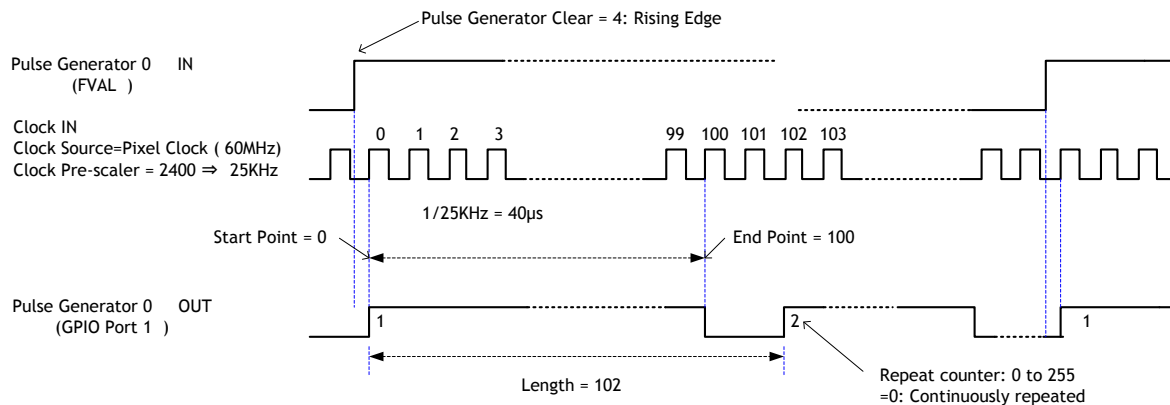 Pulse Generator Clear = 4: Rising Edge
Pulse Generator 0 IN
(FVAL )
Clock IN
Clock Source=Pixel Clock ( 60MHz)
Clock Pre-scaler = 2400 ⇒ 25KHz
0 1 2 3 99 100 101 102 103
1/25KHz = 40µs
Start Point = 0
End Point = 100
Pulse Generator 0 OUT
(GPIO Port 1 )
1 2 1
Length = 102
Repeat counter: 0 to 255
=0: Continuously repeated